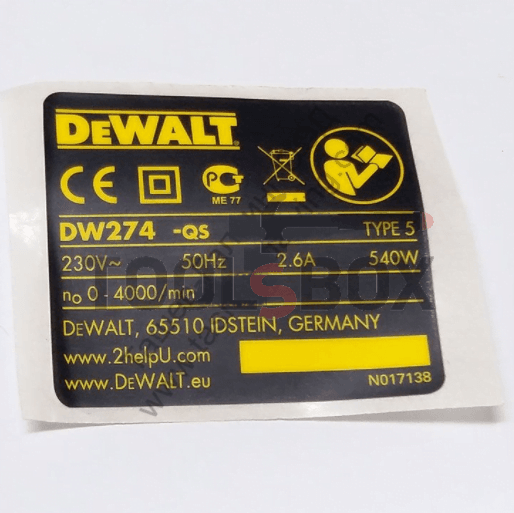 DEWALT
CE PCT
ME 77
DW274 -QS TYPE 5
230V~ 50Hz 2.6A 540W
no 0 - 4000/min
DEWALT, 65510 IDSTEIN, GERMANY
www.2helpU.com
www.DEWALT.eu
N017138
TOOLSBOX